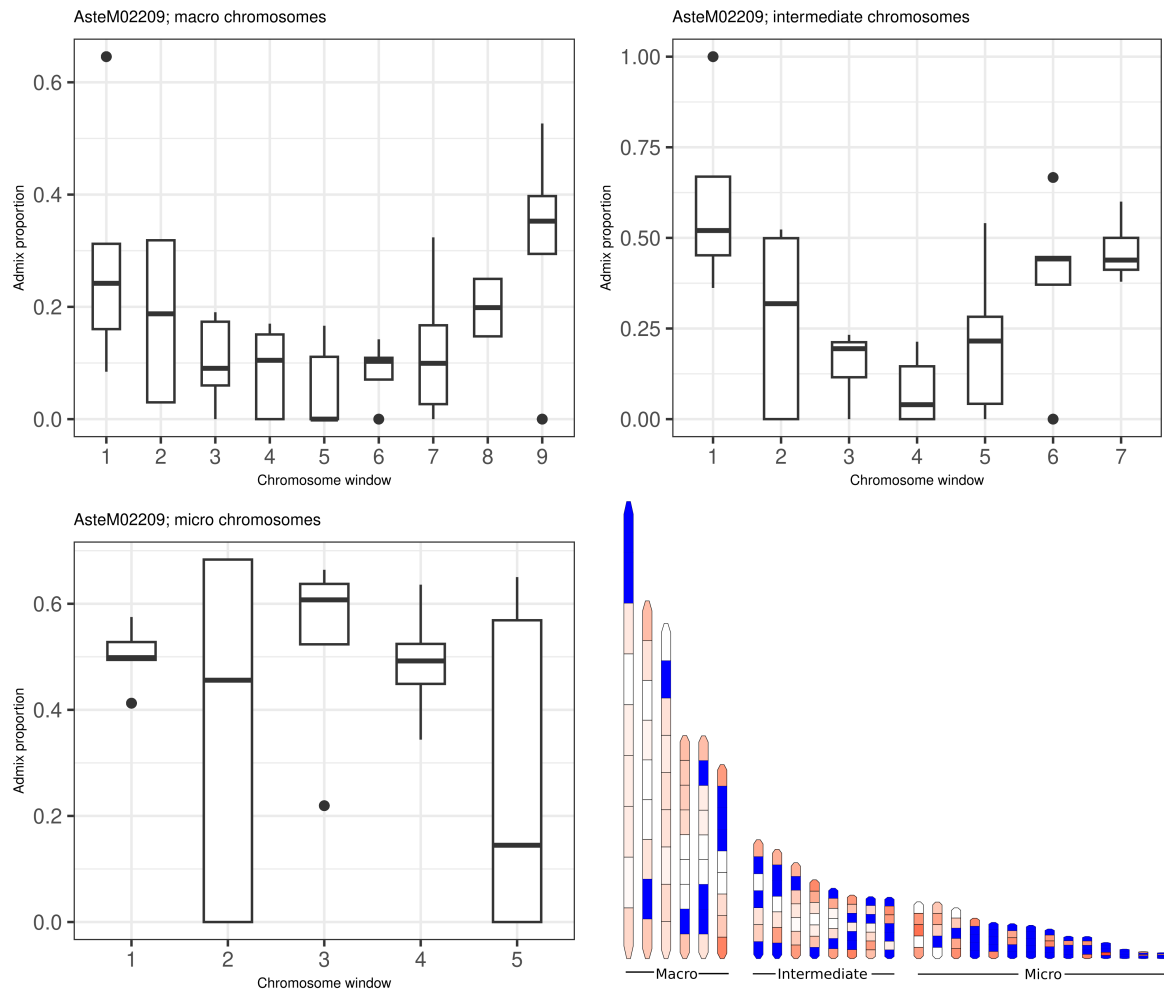 AsteM02209; macro chromosomes
Admix proportion
0.6
0.4
0.2
0.0
1 2 3 4 5 6 7 8 9
Chromosome window
AsteM02209; intermediate chromosomes
Admix proportion
1.00
0.75
0.50
0.25
0.00
1 2 3 4 5 6 7
Chromosome window
AsteM02209; micro chromosomes
Admix proportion
0.6
0.4
0.2
0.0
1 2 3 4 5
Chromosome window
Macro Intermediate Micro